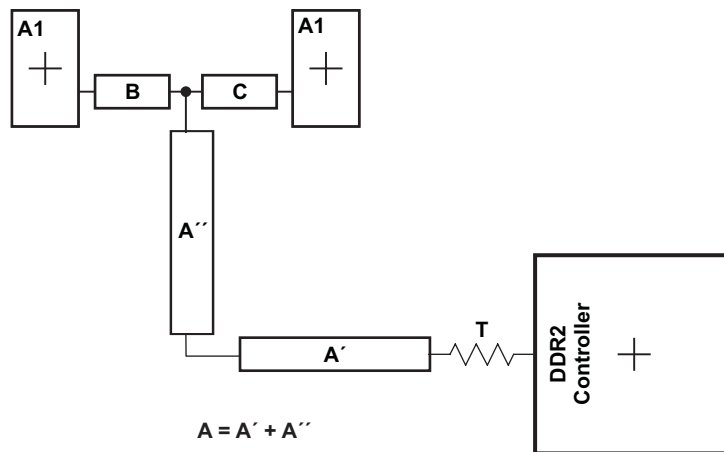 A1
A1
B
C
A´´
T
A´
DDR2
Controller
A = A´ + A´´